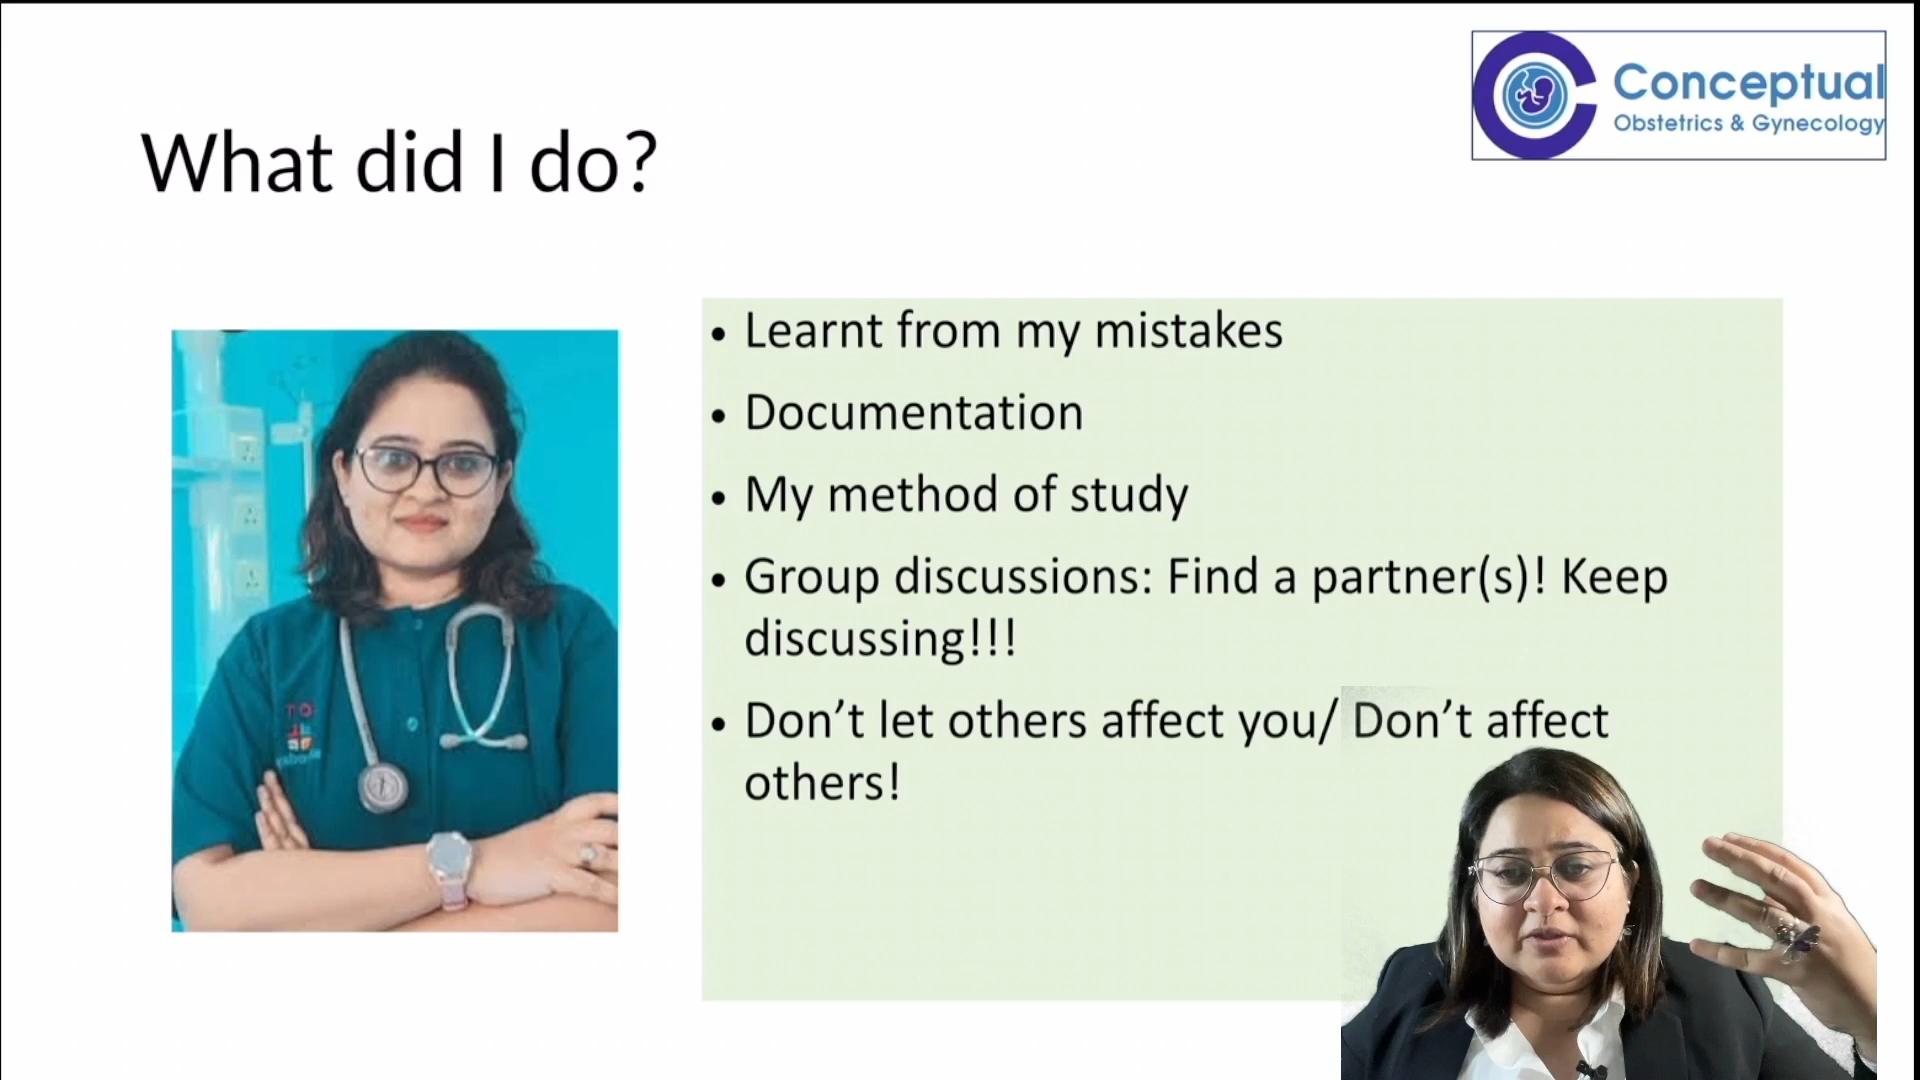 Conceptual
Obstetrics & Gynecology
What did I do?
• Learnt from my mistakes
• Documentation
• My method of study
• Group discussions: Find a partner(s)! Keep
discussing!!!
• Don’t let others affect you/ Don’t affect
others!